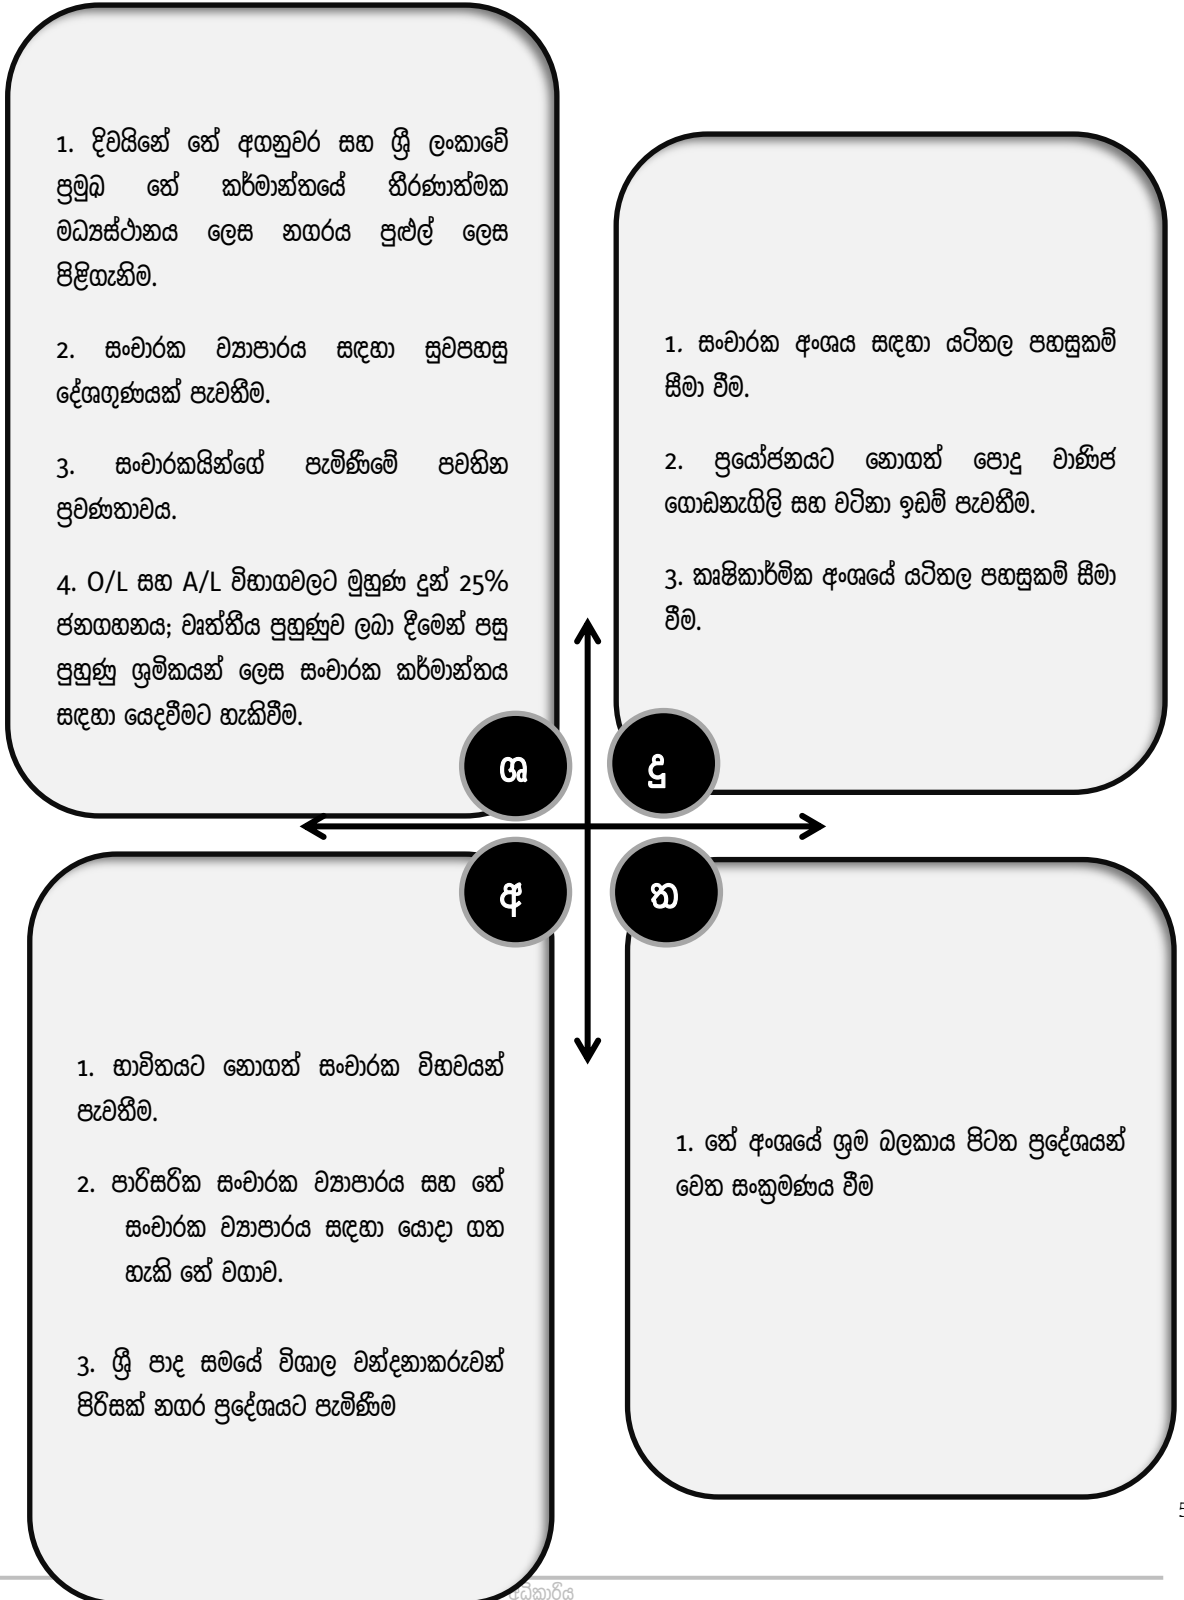 1. දිවයිනේ තේ අගනුවර සහ ශ්‍රී ලංකාවේ
ප්‍රමුඛ තේ කර්මාන්තයේ තීරණාත්මක
මධ්‍යස්ථානය ලෙස නගරය පුළුල් ලෙස
පිළිගැනිම.
2. සංචාරක ව්‍යාපාරය සඳහා සුවපහසු
දේශගුණයක් පැවතීම.
3. සංචාරකයින්ගේ පැමිණීමේ පවතින
ප්‍රවණතාවය.
4. O/L සහ A/L විභාගවලට මුහුණ දුන් 25%
ජනගහනය; වෘත්තීය පුහුණුව ලබා දීමෙන් පසු
පුහුණු ශ්‍රමිකයන් ලෙස සංචාරක කර්මාන්තය
සඳහා යෙදවීමට හැකිවීම.
ශ
1. සංචාරක අංශය සඳහා යටිතල පහසුකම්
සීමා වීම.
2. ප්‍රයෝජනයට නොගත් පොදු වාණිජ
ගොඩනැගිලි සහ වටිනා ඉඩම් පැවතීම.
3. කෘෂිකාර්මික අංශයේ යටිතල පහසුකම් සීමා
වීම.
දු
අ
1. භාවිතයට නොගත් සංචාරක විභවයන්
පැවතීම.
2. පාරිසරික සංචාරක ව්‍යාපාරය සහ තේ
සංචාරක ව්‍යාපාරය සඳහා යොදා ගත
හැකි තේ වගාව.
3. ශ්‍රී පාද සමයේ විශාල වන්දනාකරුවන්
පිරිසක් නගර ප්‍රදේශයට පැමිණීම
ත
1. තේ අංශයේ ශ්‍රම බලකාය පිටත ප්‍රදේශයන්
වෙත සංක්‍රමණය වීම
අධිකාරිය